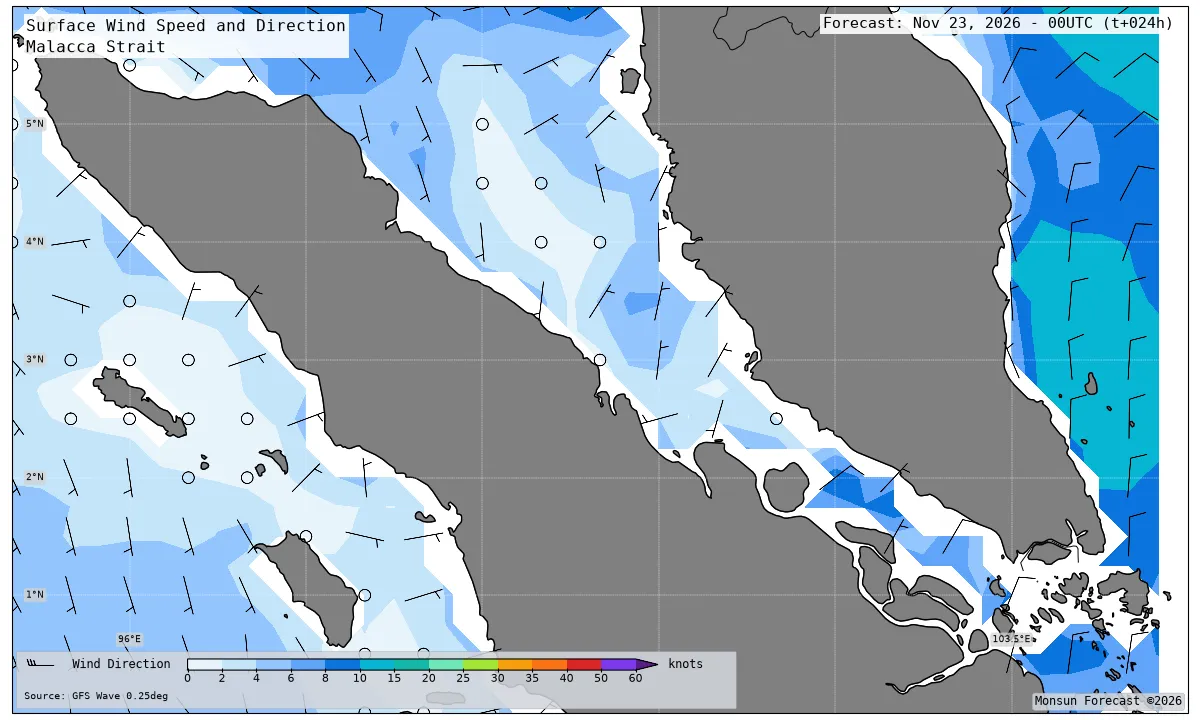 Surface Wind Speed and Direction
Malacca Strait
Forecast: Nov 23, 2026 - 00UTC (t+024h)
5°N
4°N
3°N
2°N
1°N
96°E
103.5°E
Wind Direction
knots
0 2 4 6 8 10 15 20 25 30 35 40 50 60
Source: GFS Wave 0.25deg
Monsun Forecast ©2026